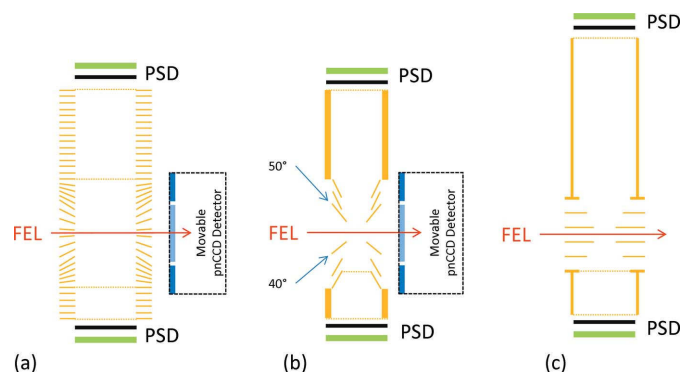 PSD
PSD
PSD
50°
FEL
Movable
pnCCD Detector
FEL
Movable
pnCCD Detector
FEL
40°
PSD
PSD
PSD
(a)
(b)
(c)